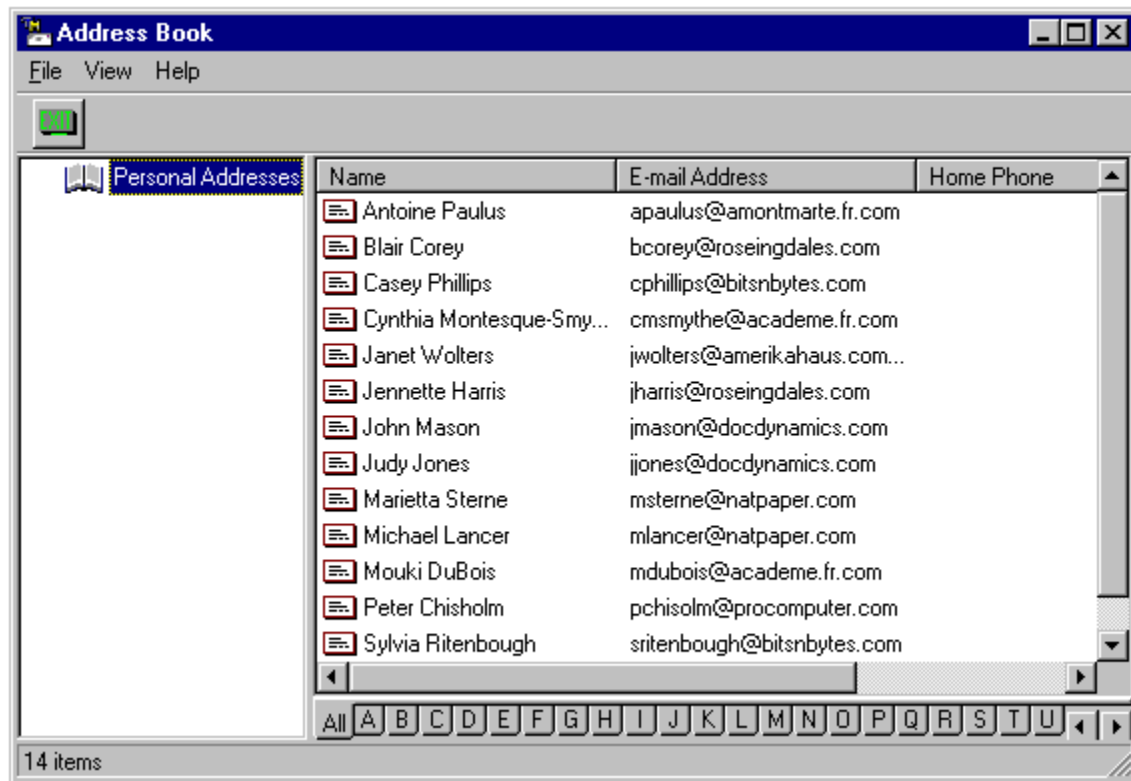 Address Book
File View Help
EXIT
Personal Addresses
Name E-mail Address Home Phone
Antoine Paulus apaulus@amontmarte.fr.com
Blair Corey bcorey@roseingdales.com
Casey Phillips cphillips@bitsnbytes.com
Cynthia Montesque-Smy... cmsmythe@academe.fr.com
Janet Wolters jwolters@amerikahaus.com...
Jennette Harris jharris@roseingdales.com
John Mason jmason@docdynamics.com
Judy Jones jjones@docdynamics.com
Marietta Sterne msterne@natpaper.com
Michael Lancer mlancer@natpaper.com
Mouki DuBois mdubois@academe.fr.com
Peter Chisholm pchisolm@procomputer.com
Sylvia Ritenbough sritenbough@bitsnbytes.com
All A B C D E F G H I J K L M N O P Q R S T U
14 items